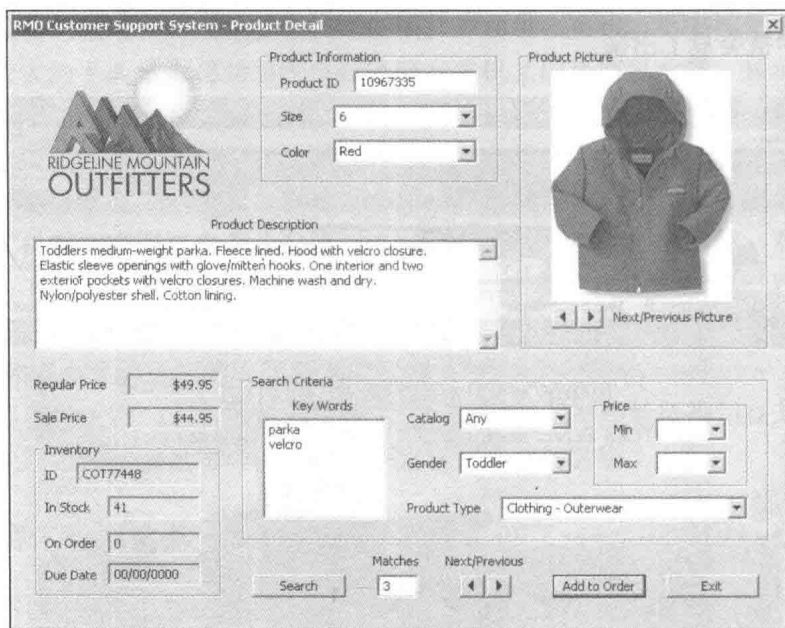 RMO Customer Support System - Product Detail
RIDGELINE MOUNTAIN
OUTFITTERS
Product Information
Product ID 10967335
Size 6
Color Red
Product Picture
Next/Previous Picture
Product Description
Toddlers medium-weight parka. Fleece lined. Hood with velcro closure.
Elastic sleeve openings with glove/mitten hooks. One interior and two
exterior pockets with velcro closures. Machine wash and dry.
Nylon/polyester shell. Cotton lining.
Regular Price $49.95
Sale Price $44.95
Inventory
ID COT77448
In Stock 41
On Order 0
Due Date 00/00/0000
Search Criteria
Key Words
parka
velcro
Catalog Any
Gender Toddler
Price
Min
Max
Product Type Clothing - Outerwear
Search
Matches
3
Next/Previous
Add to Order
Exit